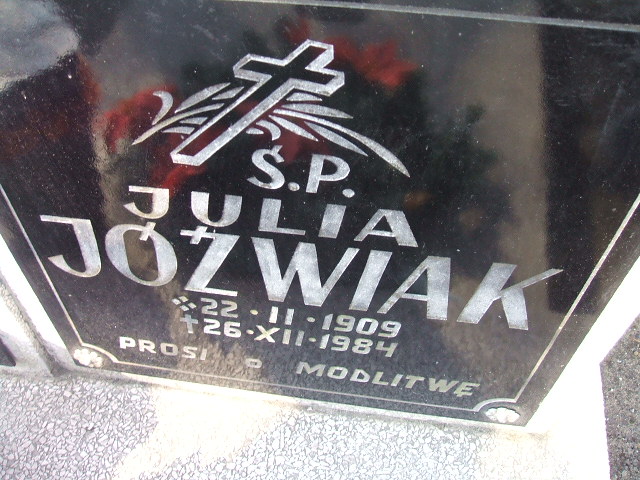 Ś.P.
JULIA
JÓŹWIAK
22·II·1909
✝26·XII·1984
PROSI O MODLITWĘ